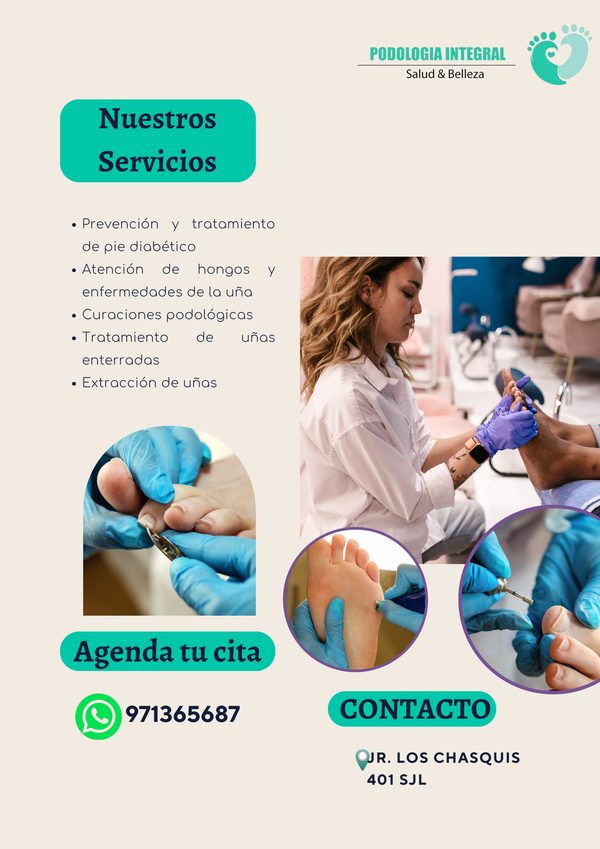 PODOLOGIA INTEGRAL
Salud & Belleza
Nuestros
Servicios
• Prevención y tratamiento
de pie diabético
• Atención de hongos y
enfermedades de la uña
• Curaciones podológicas
• Tratamiento de uñas
enterradas
• Extracción de uñas
Agenda tu cita
971365687
CONTACTO
JR. LOS CHASQUIS
401 SJL